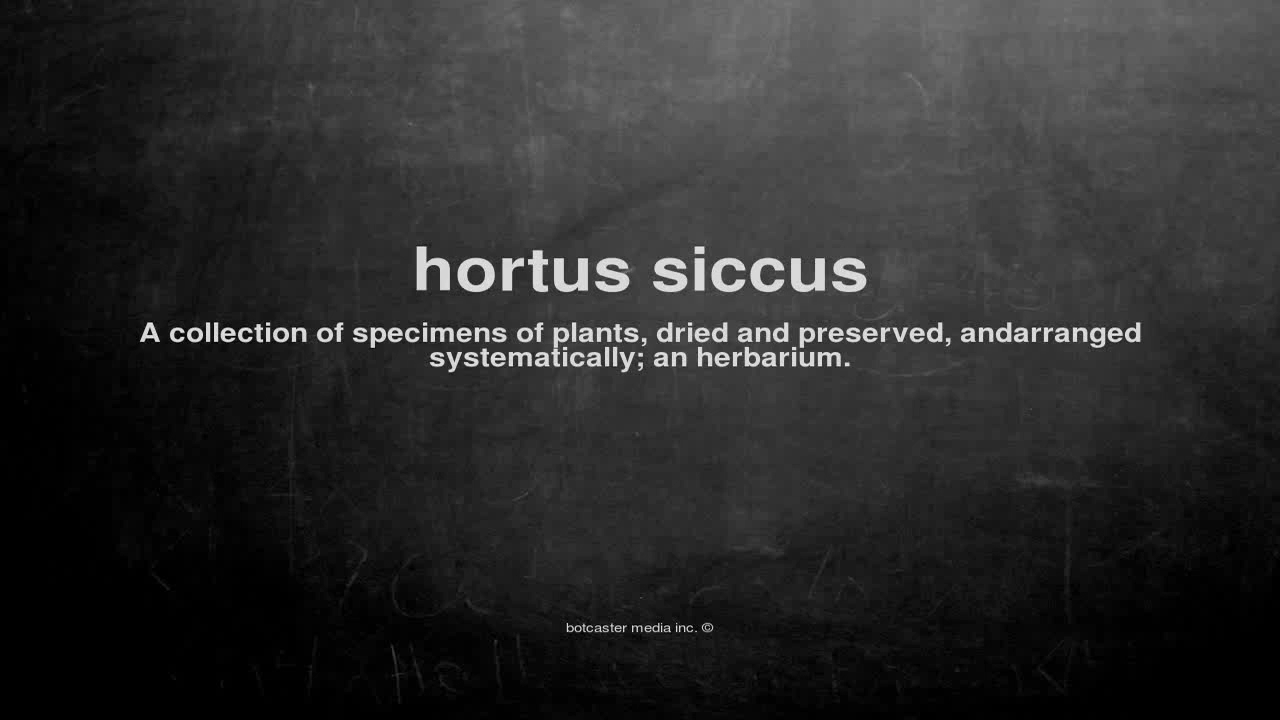 hortus siccus
A collection of specimens of plants, dried and preserved, andarranged
systematically; an herbarium.
botcaster media inc. ©